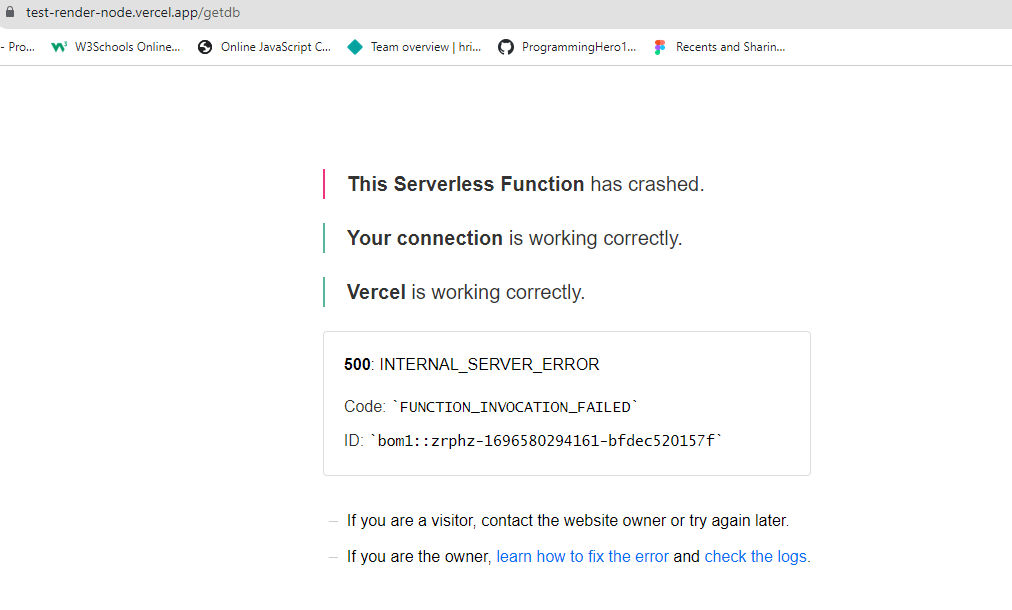 test-render-node.vercel.app/getdb
- Pro... W3Schools Online... Online JavaScript C... Team overview | hri... ProgrammingHero1... Recents and Sharin...
This Serverless Function has crashed.
Your connection is working correctly.
Vercel is working correctly.
500: INTERNAL_SERVER_ERROR
Code: `FUNCTION_INVOCATION_FAILED`
ID: `bom1::zrphz-1696580294161-bfdec520157f`
If you are a visitor, contact the website owner or try again later.
If you are the owner, learn how to fix the error and check the logs.